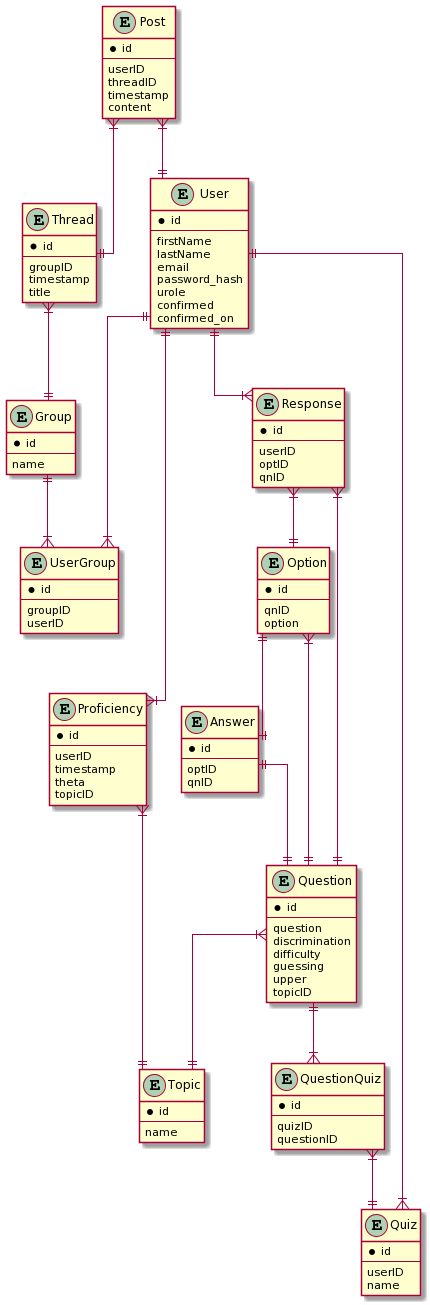 E Post
id
userID
threadID
timestamp
content
E User
id
firstName
lastName
email
password_hash
urole
confirmed
confirmed_on
E Thread
id
groupID
timestamp
title
E Response
id
userID
optID
qnID
E Group
id
name
E UserGroup
id
groupID
userID
E Option
id
qnID
option
E Proficiency
id
userID
timestamp
theta
topicID
E Answer
id
optID
qnID
E Question
id
question
discrimination
difficulty
guessing
upper
topicID
E Topic
id
name
E QuestionQuiz
id
quizID
questionID
E Quiz
id
userID
name